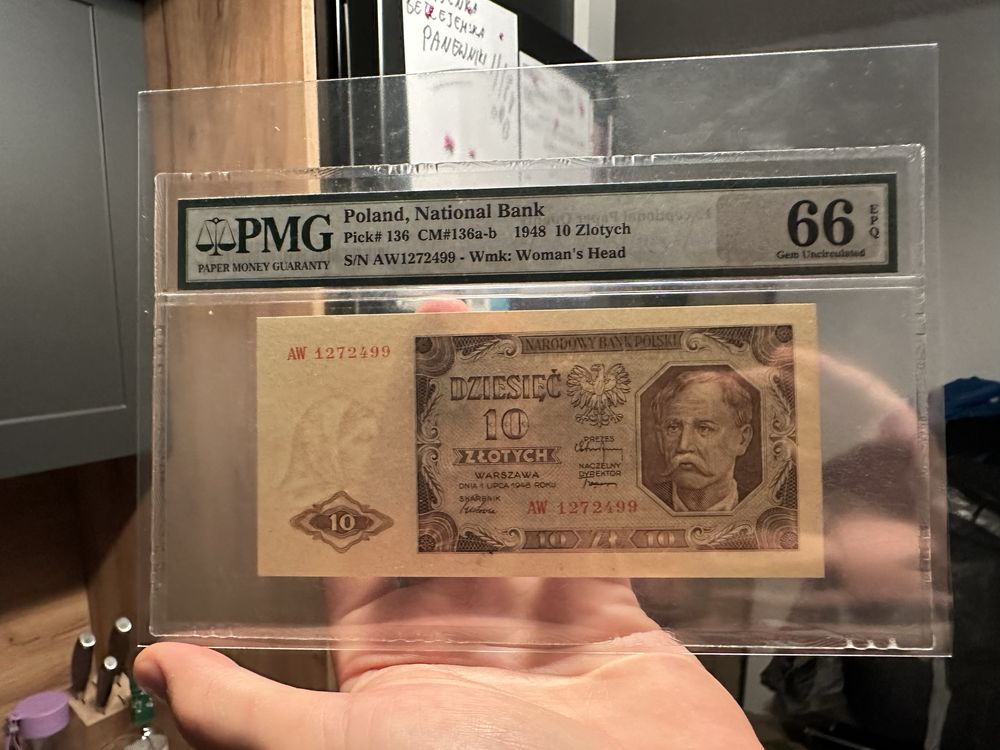 PANEWNIKI !!!
PMG
PAPER MONEY GUARANTY
Poland, National Bank
Pick# 136 CM#136a-b 1948 10 Zlotych
S/N AW1272499 - Wmk: Woman's Head
66 EPQ
Gem Uncirculated
AW 1272499
NARODOWY BANK POLSKI
DZIESIĘĆ
10
ZŁOTYCH
WARSZAWA
DNIA 1 LIPCA 1948 ROKU
SKARBNIK
PREZES
NACZELNY
DYREKTOR
AW 1272499
10
10 ZŁ 10